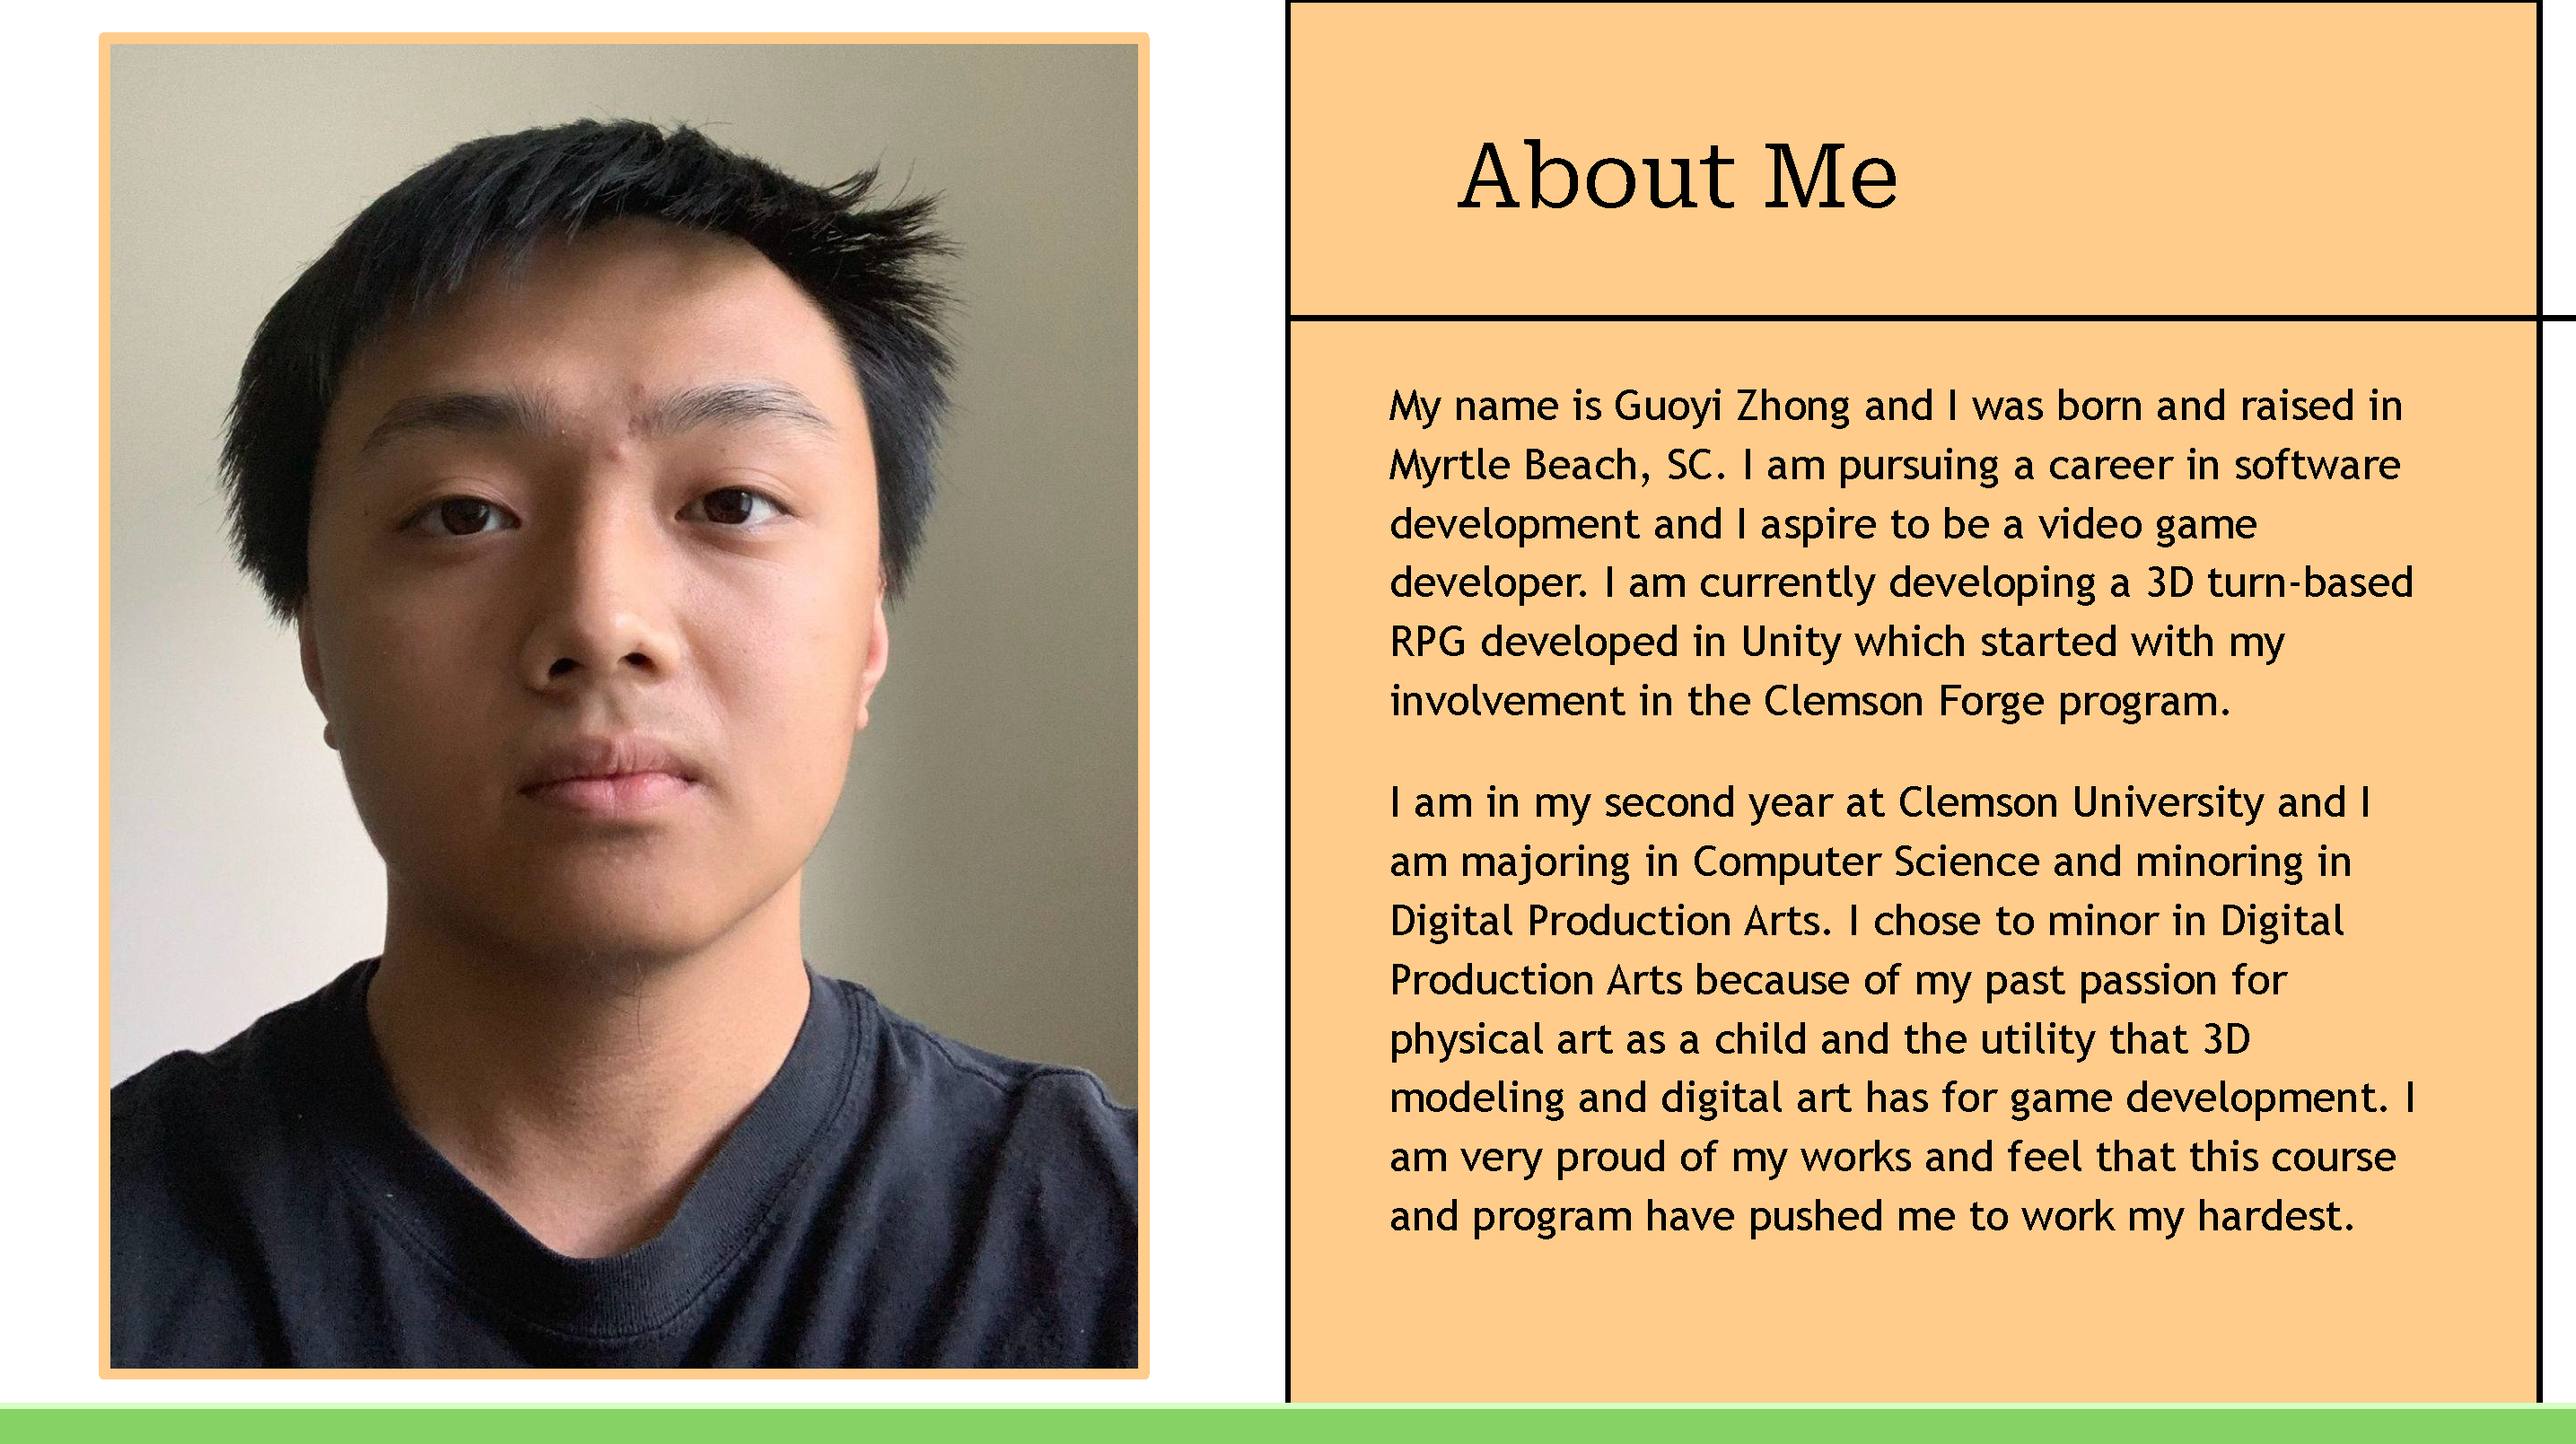 About Me
My name is Guoyi Zhong and I was born and raised in
Myrtle Beach, SC. I am pursuing a career in software
development and I aspire to be a video game
developer. I am currently developing a 3D turn-based
RPG developed in Unity which started with my
involvement in the Clemson Forge program.
I am in my second year at Clemson University and I
am majoring in Computer Science and minoring in
Digital Production Arts. I chose to minor in Digital
Production Arts because of my past passion for
physical art as a child and the utility that 3D
modeling and digital art has for game development. I
am very proud of my works and feel that this course
and program have pushed me to work my hardest.